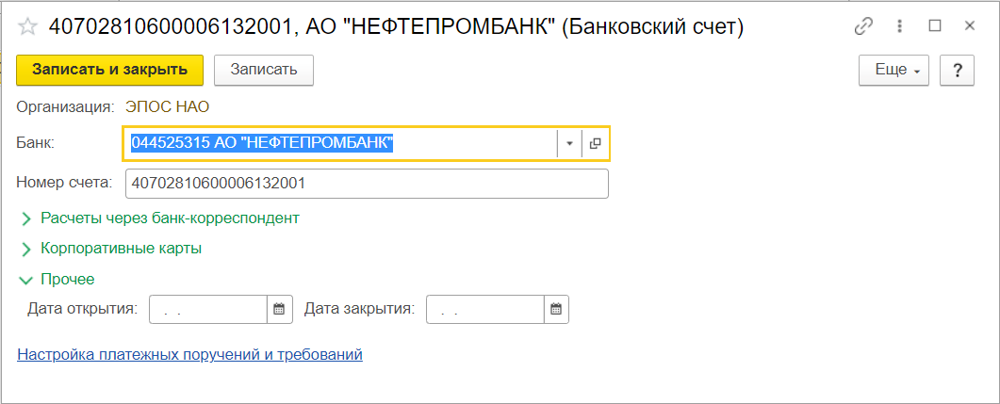 40702810600006132001, АО "НЕФТЕПРОМБАНК" (Банковский счет)
Записать и закрыть Записать Еще ?
Организация: ЭПОС НАО
Банк: 044525315 АО "НЕФТЕПРОМБАНК"
Номер счета: 40702810600006132001
Расчеты через банк-корреспондент
Корпоративные карты
Прочее
Дата открытия: . . Дата закрытия: . .
Настройка платежных поручений и требований